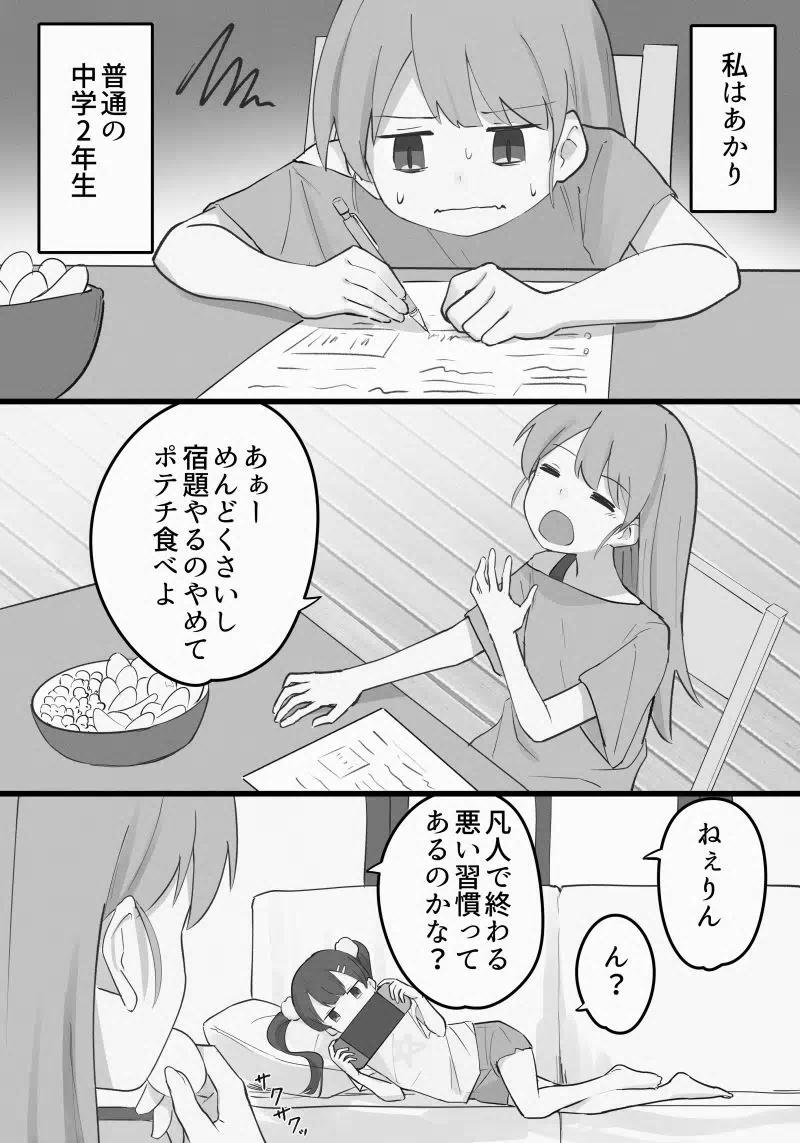 私はあかり
普通の
中学2年生
あぁー
めんどくさいし
宿題やるのやめて
ポテチ食べよ
ねぇりん
ん?
凡人で終わる
悪い習慣って
あるのかな?
サクサクッ